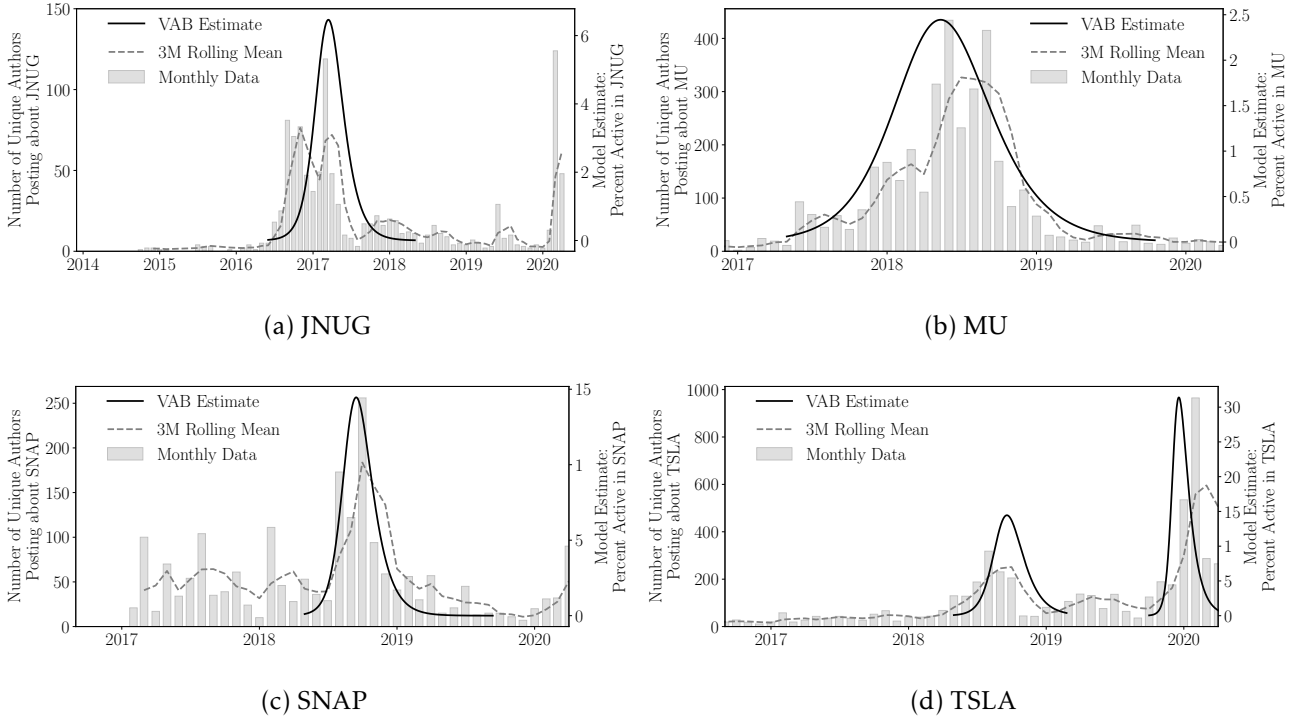 VAB Estimate
3M Rolling Mean
Monthly Data
Number of Unique Authors
Posting about JNUG
150
100
50
0
2014 2015 2016 2017 2018 2019 2020
6
4
2
0
Model Estimate:
Percent Active in JNUG
(a) JNUG
VAB Estimate
3M Rolling Mean
Monthly Data
Number of Unique Authors
Posting about MU
400
300
200
100
0
2017 2018 2019 2020
2.5
2
1.5
1
0.5
0
Model Estimate:
Percent Active in MU
(b) MU
VAB Estimate
3M Rolling Mean
Monthly Data
Number of Unique Authors
Posting about SNAP
250
200
150
100
50
0
2017 2018 2019 2020
15
1
5
0
Model Estimate:
Percent Active in SNAP
(c) SNAP
VAB Estimate
3M Rolling Mean
Monthly Data
Number of Unique Authors
Posting about TSLA
1000
800
600
400
200
0
2017 2018 2019 2020
30
20
1
5
0
Model Estimate:
Percent Active in TSLA
(d) TSLA